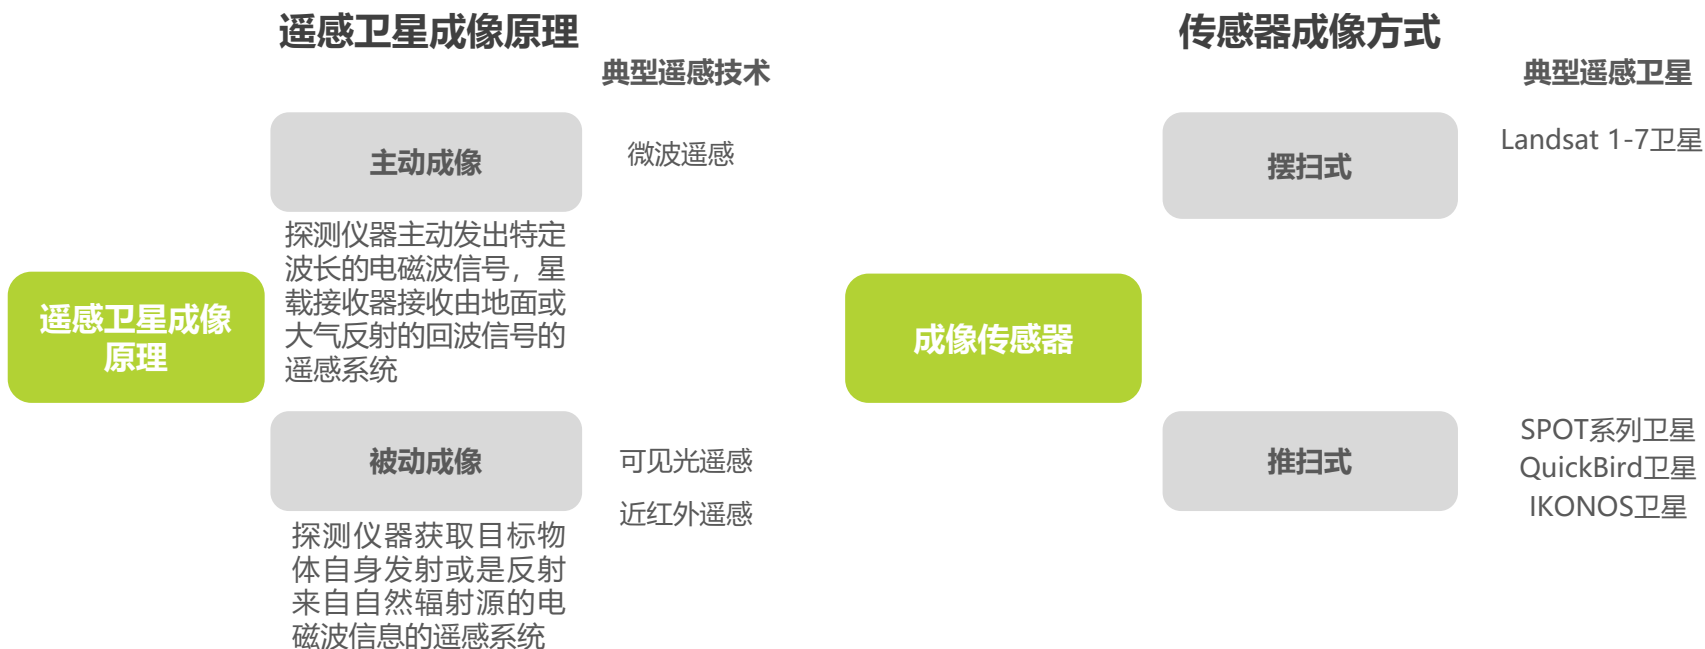 遥感卫星成像原理
典型遥感技术
主动成像
微波遥感
探测仪器主动发出特定
波长的电磁波信号，星
载接收器接收由地面或
大气反射的回波信号的
遥感系统
遥感卫星成像
原理
被动成像
可见光遥感
近红外遥感
探测仪器获取目标物
体自身发射或是反射
来自自然辐射源的电
磁波信息的遥感系统
传感器成像方式
典型遥感卫星
摆扫式
Landsat 1-7卫星
成像传感器
推扫式
SPOT系列卫星
QuickBird卫星
IKONOS卫星